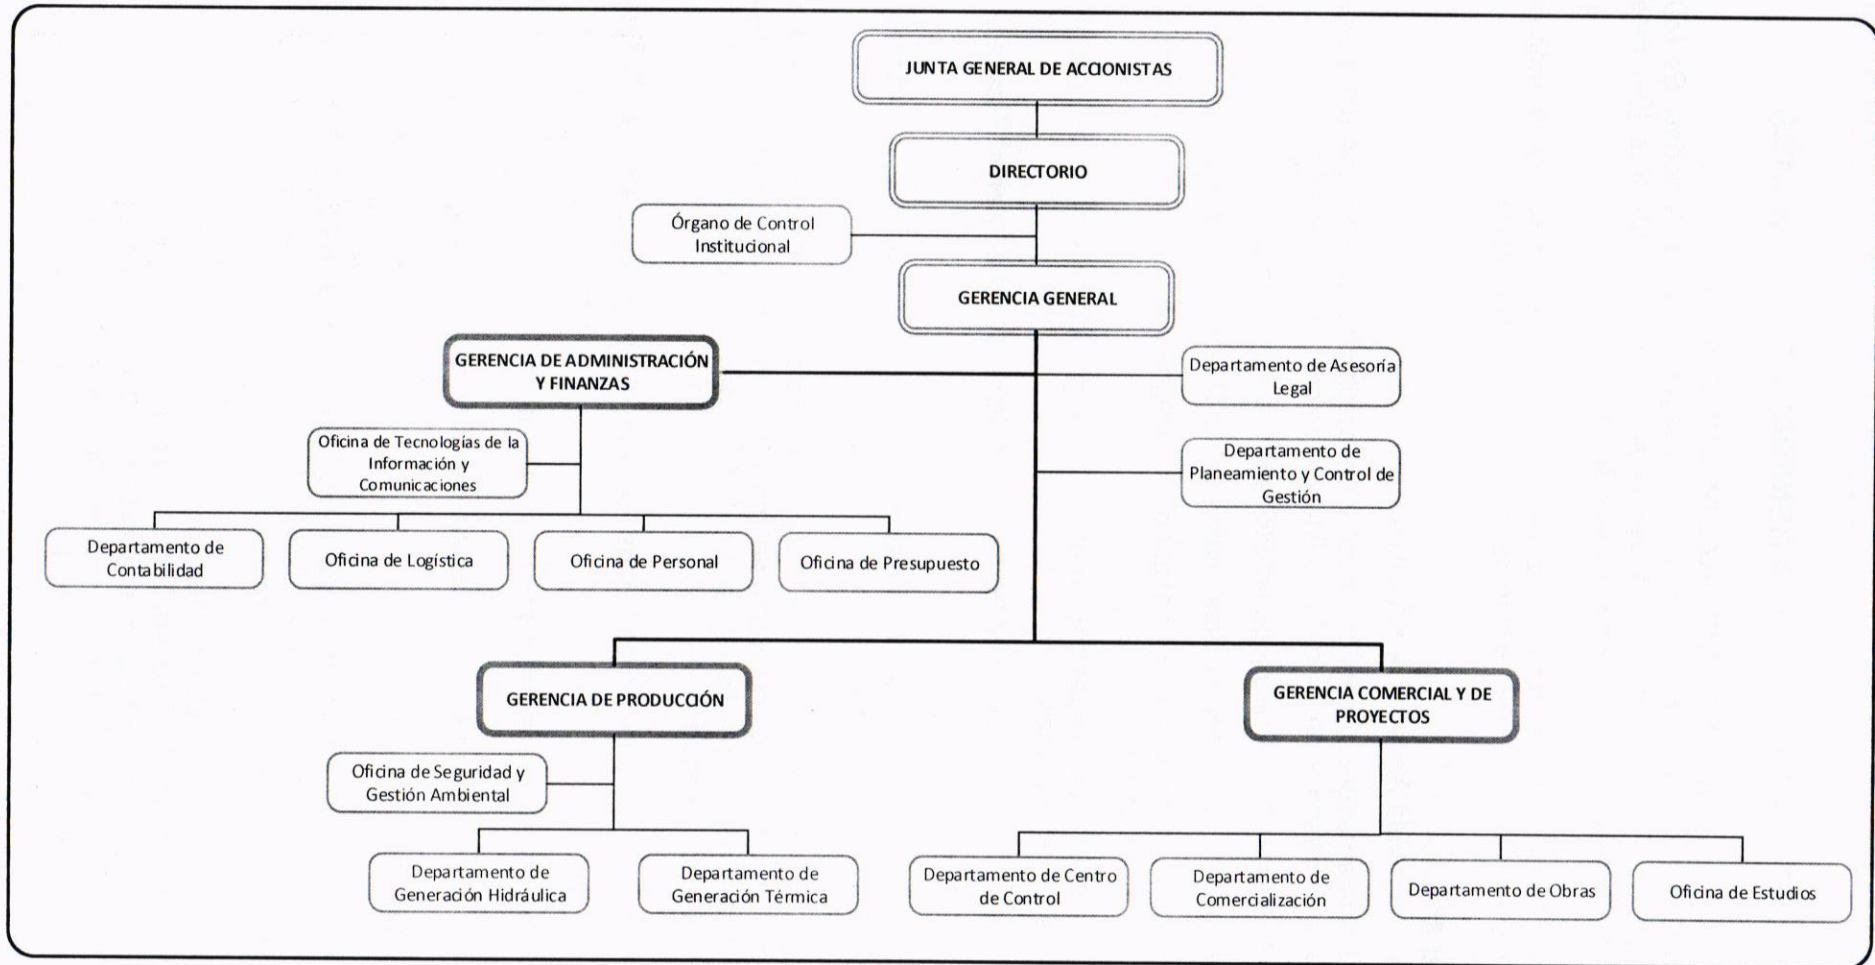 JUNTA GENERAL DE ACCIONISTAS
DIRECTORIO
Órgano de Control
Institucional
GERENCIA GENERAL
GERENCIA DE ADMINISTRACIÓN
Y FINANZAS
Departamento de Asesoría
Legal
Oficina de Tecnologías de la
Información y
Comunicaciones
Departamento de
Planeamiento y Control de
Gestión
Departamento de
Contabilidad
Oficina de Logística
Oficina de Personal
Oficina de Presupuesto
GERENCIA DE PRODUCCIÓN
GERENCIA COMERCIAL Y DE
PROYECTOS
Oficina de Seguridad y
Gestión Ambiental
Departamento de
Generación Hidráulica
Departamento de
Generación Térmica
Departamento de Centro
de Control
Departamento de
Comercialización
Departamento de Obras
Oficina de Estudios